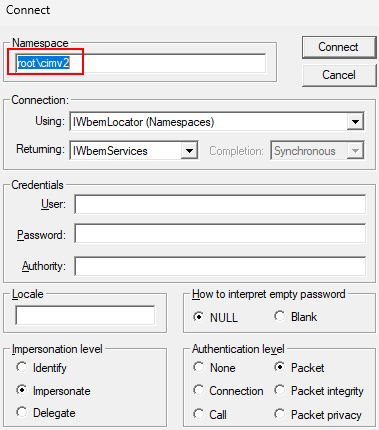 Connect
Namespace
root\cimv2
Connect
Cancel
Connection:
Using: IWbemLocator (Namespaces)
Returning: IWbemServices Completion: Synchronous
Credentials
User:
Password:
Authority:
Locale
How to interpret empty password
NULL Blank
Impersonation level
Identify
Impersonate
Delegate
Authentication level
None Packet
Connection Packet integrity
Call Packet privacy